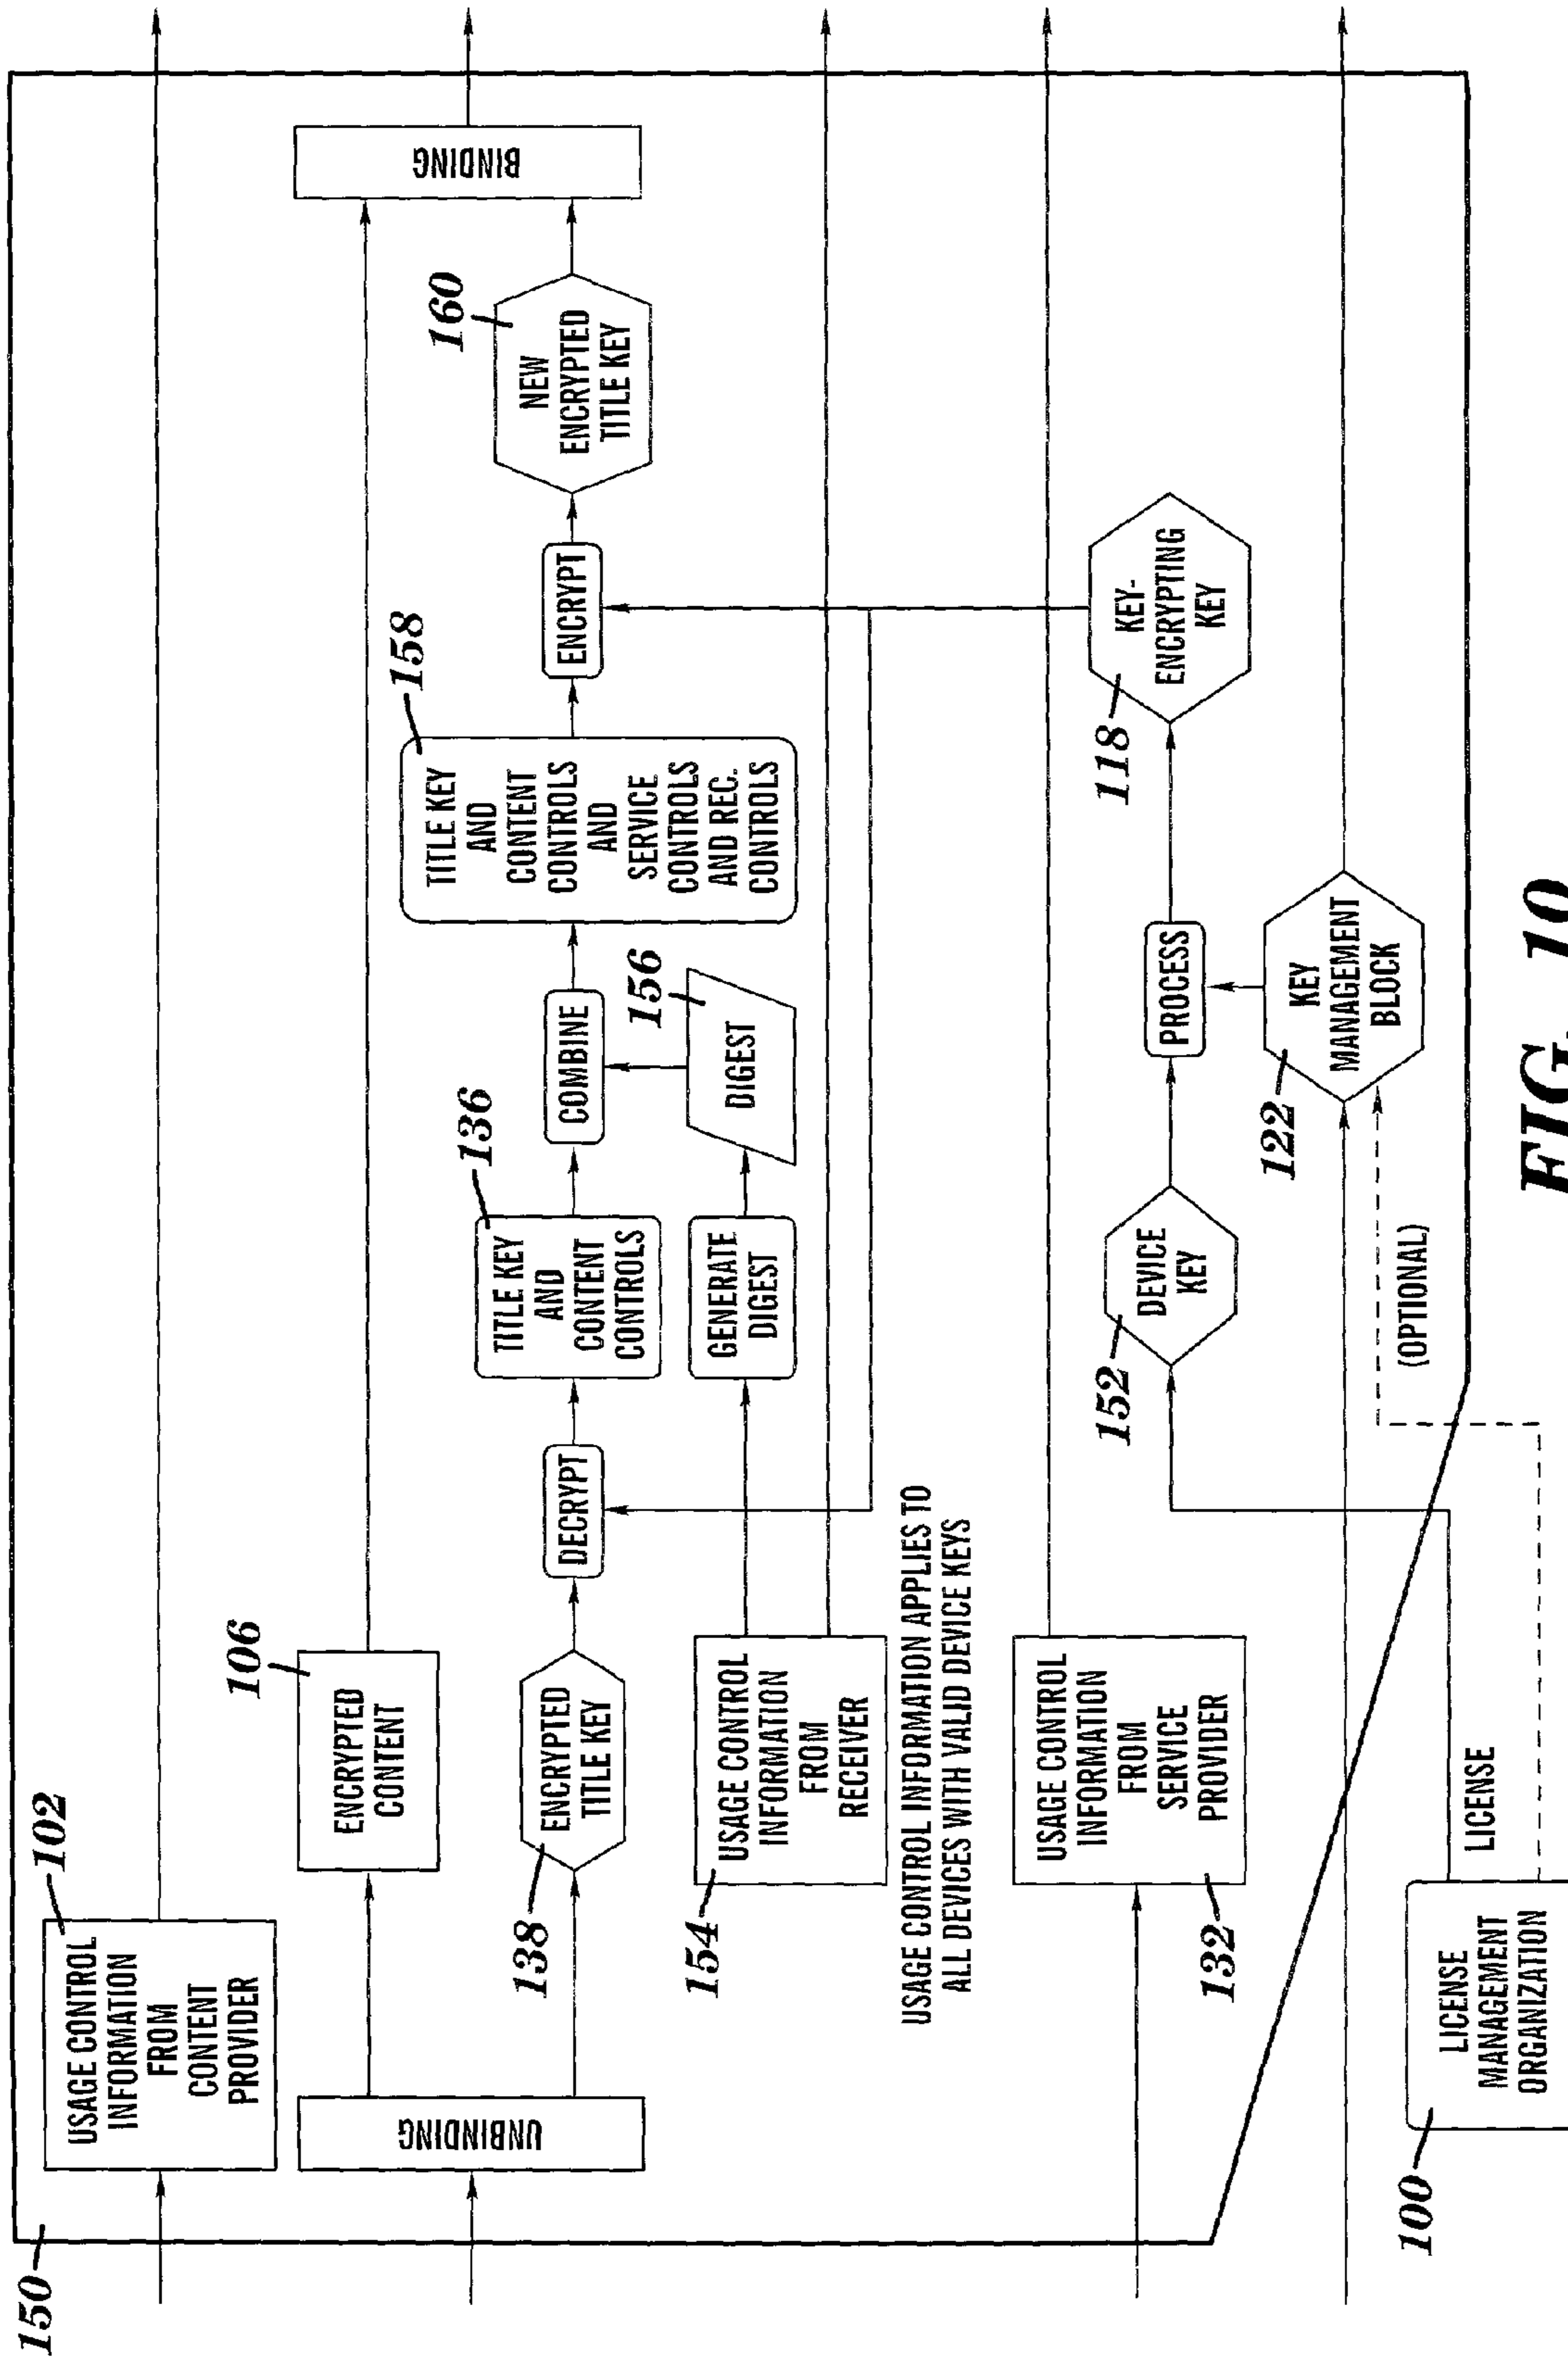 150
102
USAGE CONTROL
INFORMATION
FROM
CONTENT
PROVIDER
UNBINDING
106
ENCRYPTED
CONTENT
138
ENCRYPTED
TITLE KEY
DECRYPT
136
TITLE KEY
AND
CONTENT
CONTROLS
COMBINE
158
TITLE KEY
AND
CONTENT
CONTROLS
AND
SERVICE
CONTROLS
AND REC.
CONTROLS
ENCRYPT
160
NEW
ENCRYPTED
TITLE KEY
BINDING
154
USAGE CONTROL
INFORMATION
FROM
RECEIVER
GENERATE
DIGEST
156
DIGEST
USAGE CONTROL INFORMATION APPLIES TO
ALL DEVICES WITH VALID DEVICE KEYS
132
USAGE CONTROL
INFORMATION
FROM
SERVICE
PROVIDER
152
DEVICE
KEY
PROCESS
118
KEY-
ENCRYPTING
KEY
122
KEY
MANAGEMENT
BLOCK
(OPTIONAL)
LICENSE
100
LICENSE
MANAGEMENT
ORGANIZATION
FIG. 10